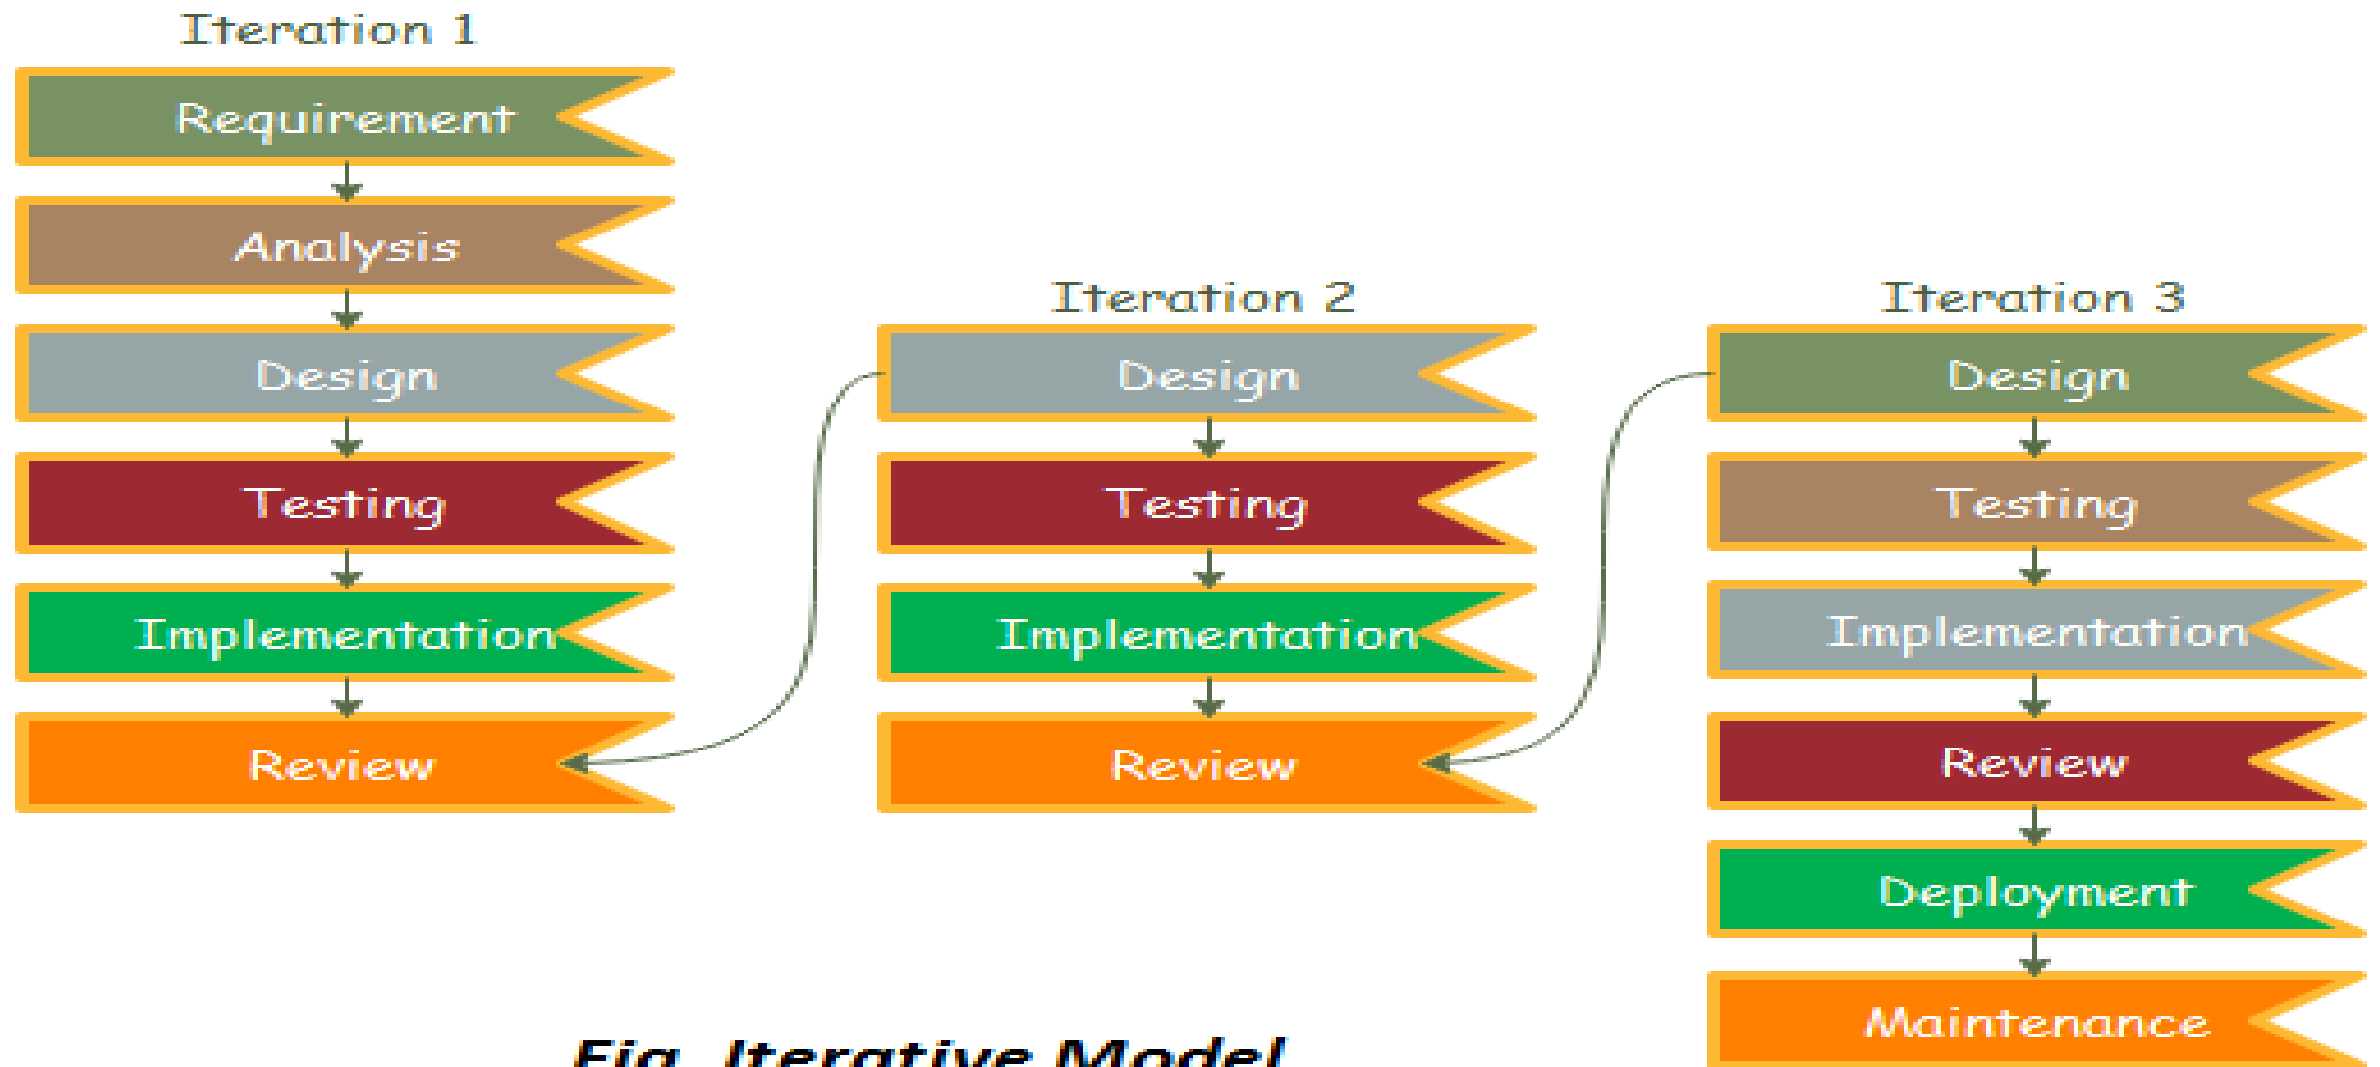 Iteration 1
Requirement
Analysis
Design
Testing
Implementation
Review
Iteration 2
Design
Testing
Implementation
Review
Iteration 3
Design
Testing
Implementation
Review
Deployment
Maintenance
Fig. Iterative Model